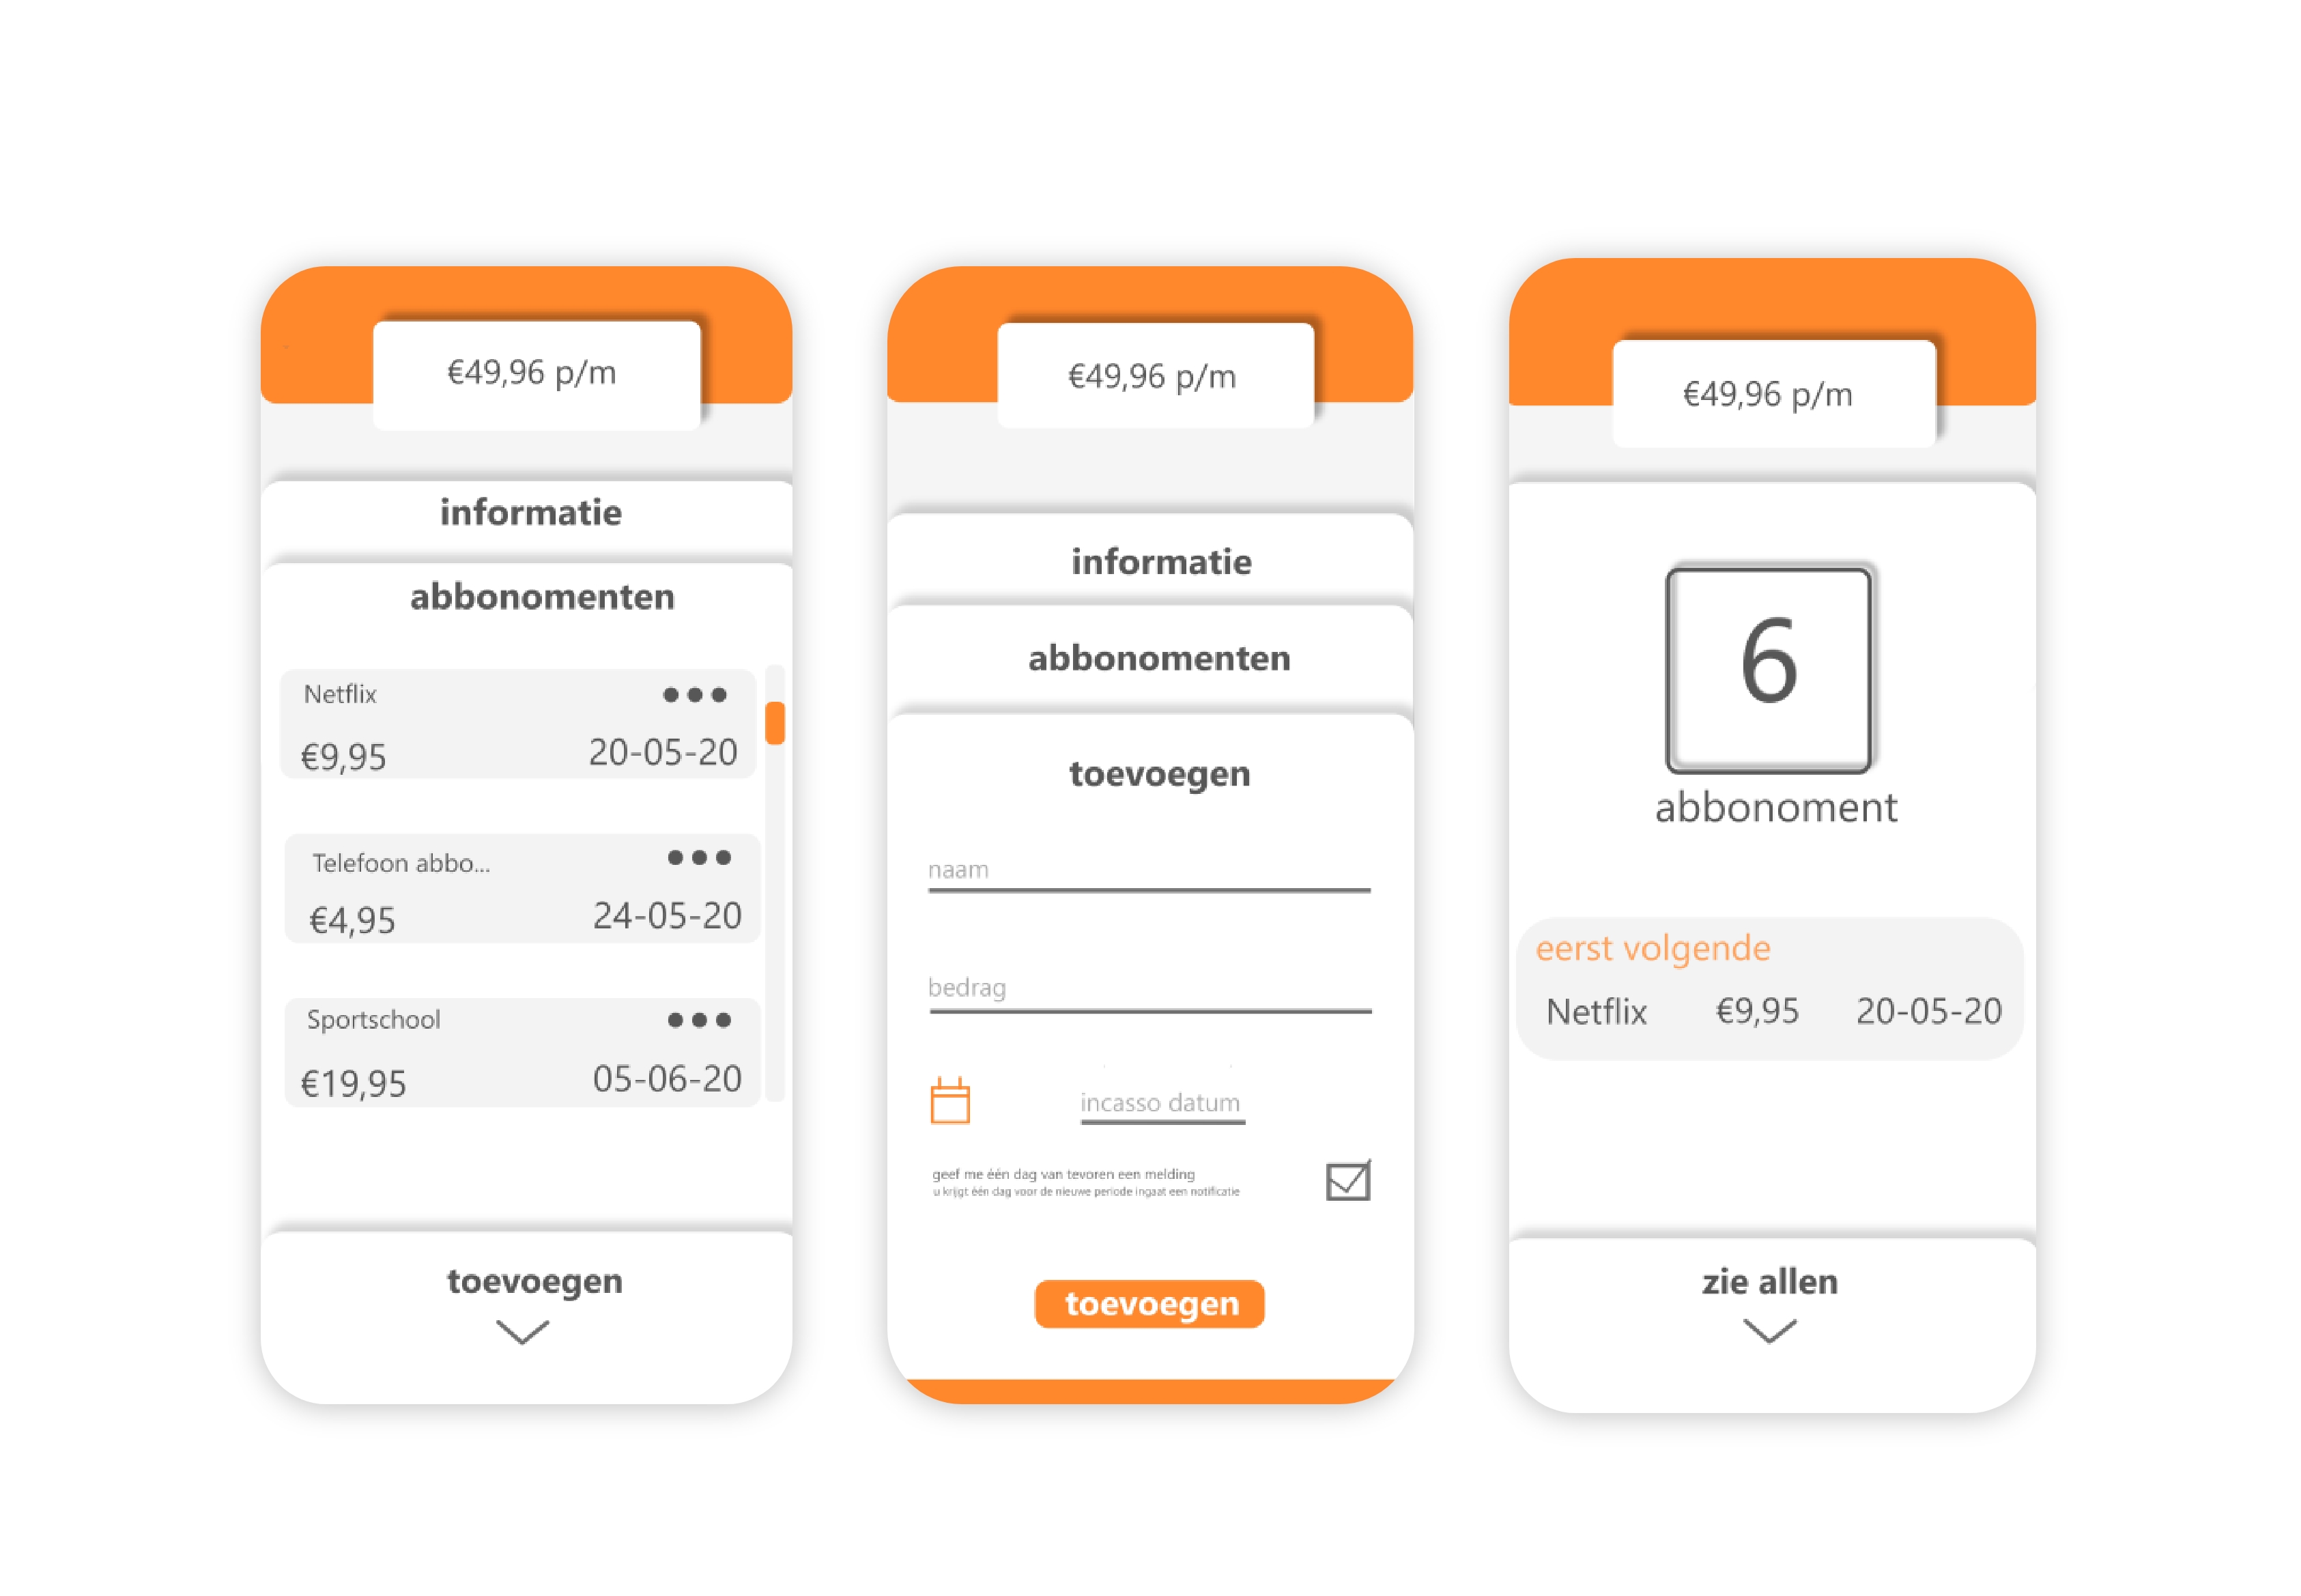 €49,96 p/m
informatie
abbonomenten
Netflix
€9,95 20-05-20
Telefoon abbo...
€4,95 24-05-20
Sportschool
€19,95 05-06-20
toevoegen
€49,96 p/m
informatie
abbonomenten
toevoegen
naam
bedrag
incasso datum
geef me één dag van tevoren een melding
u krijgt één dag voor de nieuwe periode ingaat een notificatie
toevoegen
€49,96 p/m
6
abbonoment
eerst volgende
Netflix €9,95 20-05-20
zie allen